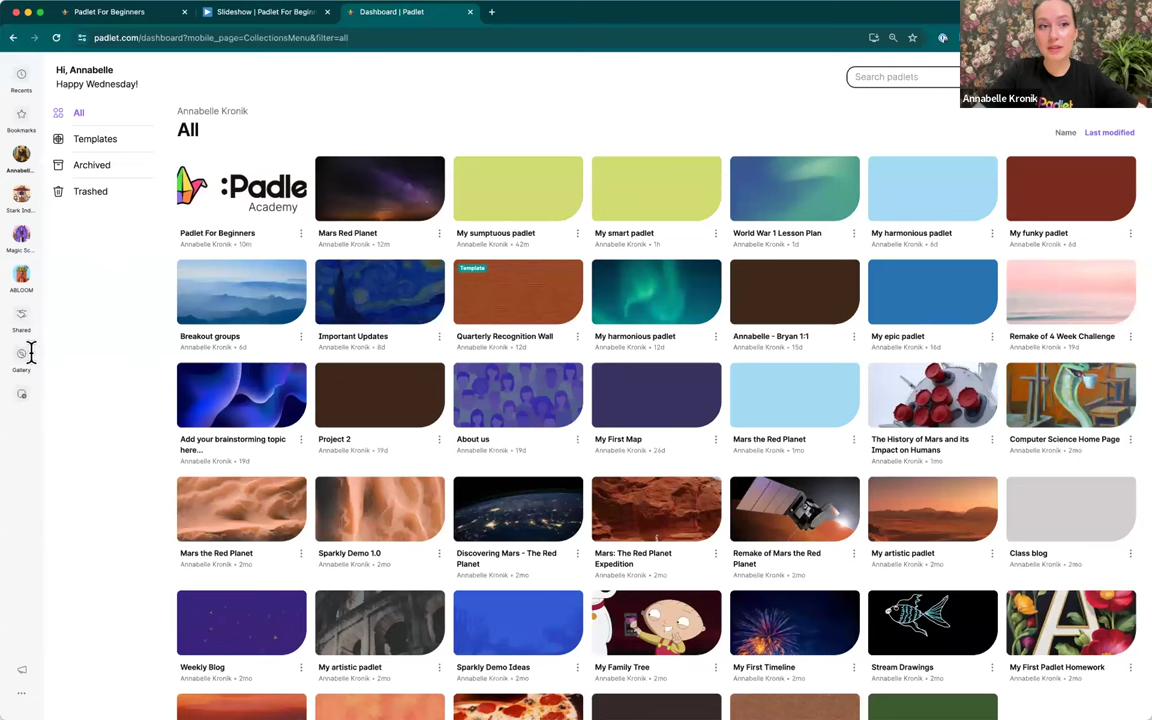 Padlet For Beginners
Slideshow | Padlet For Beginn
Dashboard | Padlet
padlet.com/dashboard?mobile_page=CollectionsMenu&filter=all
Hi, Annabelle
Happy Wednesday!
Recents
Bookmarks
Annabell...
Stark Ind...
Magic Sc...
ABLOOM
Shared
Gallery
All
Templates
Archived
Trashed
Annabelle Kronik
All
Search padlets
Annabelle Kronik
Padlet
Name
Last modified
:Padle
Academy
Padlet For Beginners
Annabelle Kronik • 10m
Mars Red Planet
Annabelle Kronik • 12m
My sumptuous padlet
Annabelle Kronik • 42m
My smart padlet
Annabelle Kronik • 1h
World War 1 Lesson Plan
Annabelle Kronik • 1d
My harmonious padlet
Annabelle Kronik • 6d
My funky padlet
Annabelle Kronik • 6d
Breakout groups
Annabelle Kronik • 6d
Important Updates
Annabelle Kronik • 8d
Template
Quarterly Recognition Wall
Annabelle Kronik • 12d
My harmonious padlet
Annabelle Kronik • 12d
Annabelle - Bryan 1:1
Annabelle Kronik • 15d
My epic padlet
Annabelle Kronik • 16d
Remake of 4 Week Challenge
Annabelle Kronik • 19d
Add your brainstorming topic
here...
Annabelle Kronik • 19d
Project 2
Annabelle Kronik • 19d
About us
Annabelle Kronik • 19d
My First Map
Annabelle Kronik • 26d
Mars the Red Planet
Annabelle Kronik • 1mo
The History of Mars and its
Impact on Humans
Annabelle Kronik • 1mo
Computer Science Home Page
Annabelle Kronik • 2mo
Mars the Red Planet
Annabelle Kronik • 2mo
Sparkly Demo 1.0
Annabelle Kronik • 2mo
Discovering Mars - The Red
Planet
Annabelle Kronik • 2mo
Mars: The Red Planet
Expedition
Annabelle Kronik • 2mo
Remake of Mars the Red
Planet
Annabelle Kronik • 2mo
My artistic padlet
Annabelle Kronik • 2mo
Class blog
Annabelle Kronik • 2mo
Weekly Blog
Annabelle Kronik • 2mo
My artistic padlet
Annabelle Kronik • 2mo
Sparkly Demo Ideas
Annabelle Kronik • 2mo
My Family Tree
Annabelle Kronik • 2mo
My First Timeline
Annabelle Kronik • 2mo
Stream Drawings
Annabelle Kronik • 2mo
A
My First Padlet Homework
Annabelle Kronik • 2mo